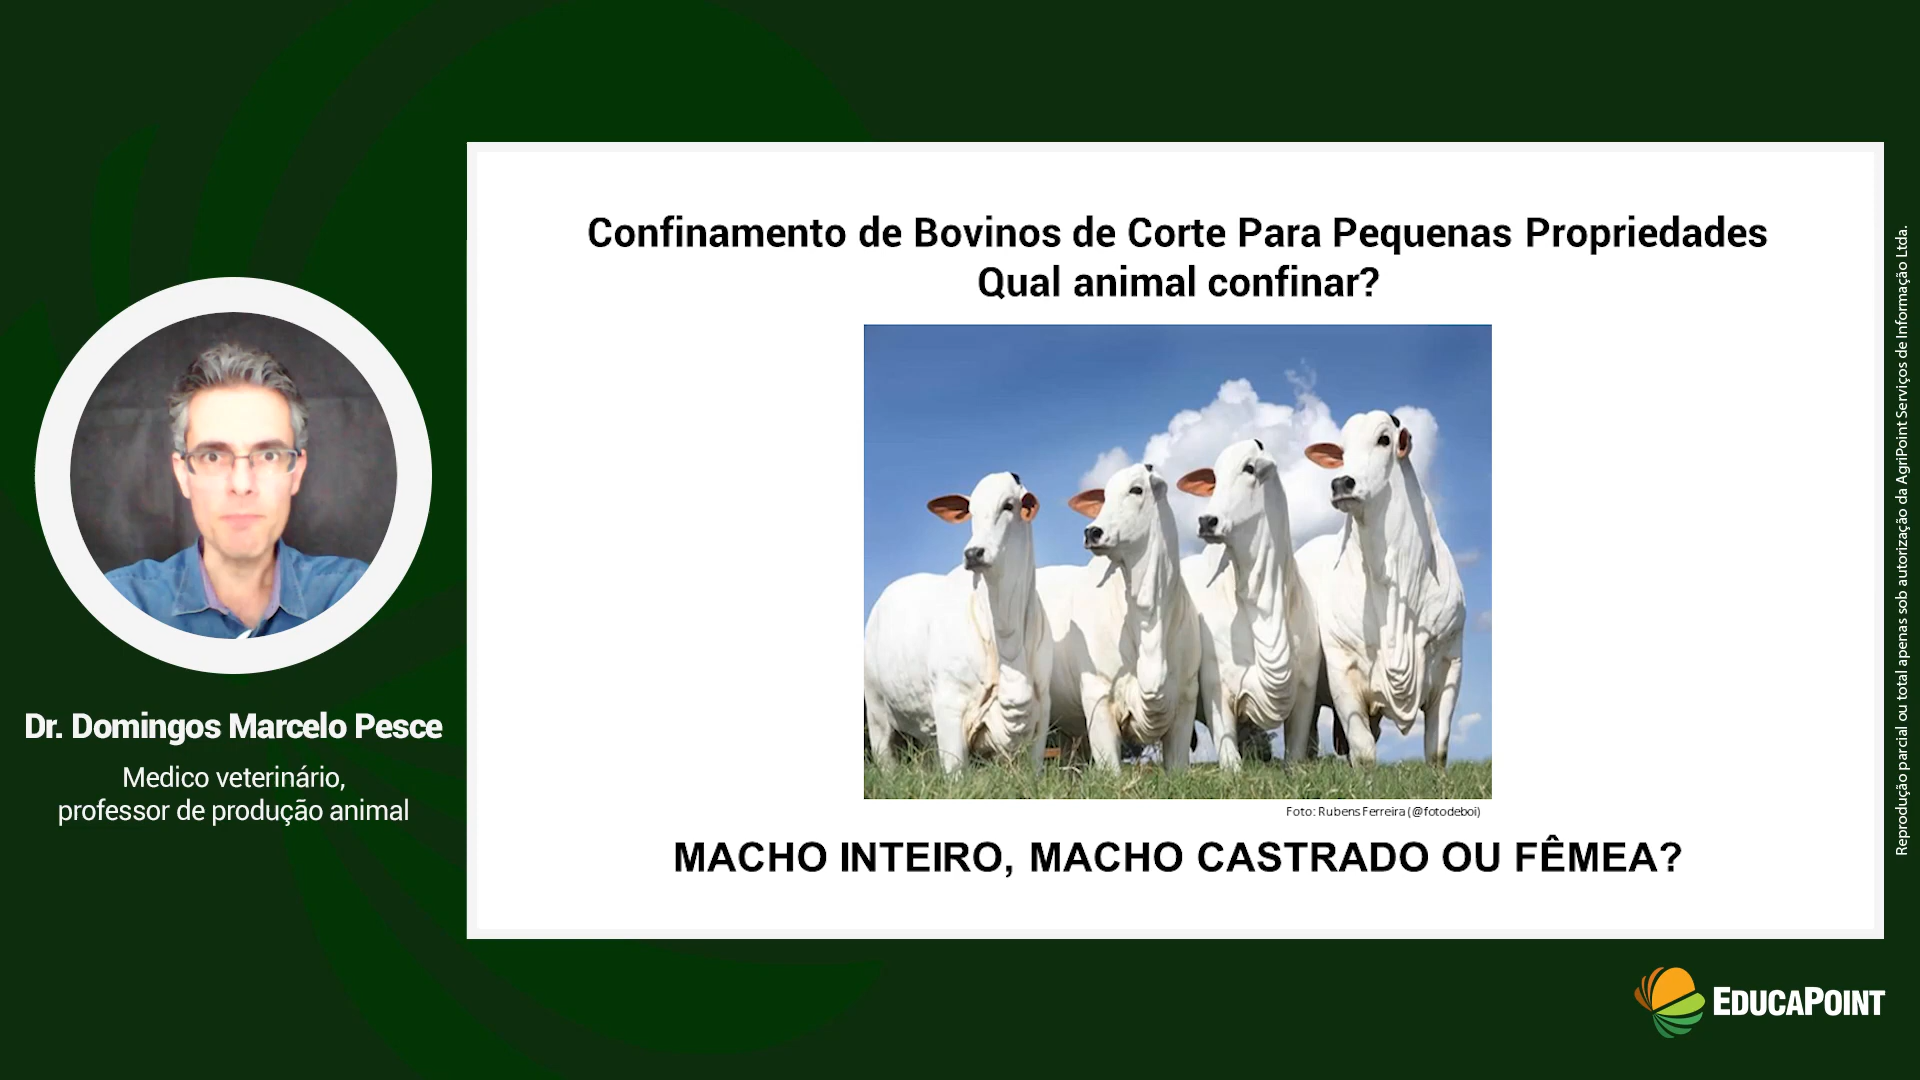 Confinamento de Bovinos de Corte Para Pequenas Propriedades
Qual animal confinar?
Foto: Rubens Ferreira (@fotodeboi)
MACHO INTEIRO, MACHO CASTRADO OU FÊMEA?
Dr. Domingos Marcelo Pesce
Medico veterinário,
professor de produção animal
Reprodução parcial ou total apenas sob autorização da AgriPoint Serviços de Informação Ltda.
EDUCAPOINT